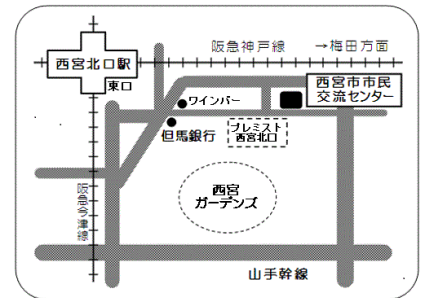 阪急神戸線　→梅田方面
西宮北口駅
東口
ワインバー
西宮市市民
交流センター
但馬銀行
プレミスト
西宮北口
西宮
ガーデンズ
阪急今津線
山手幹線